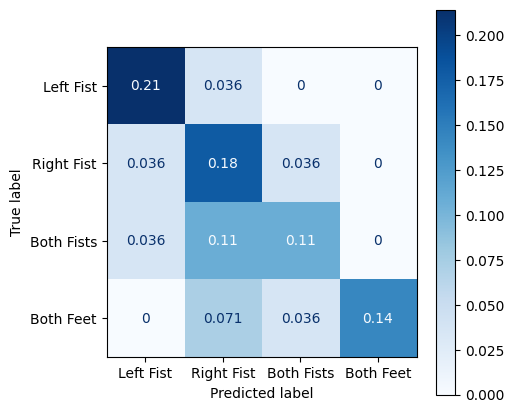 Left Fist 0.21 0.036 0 0
Right Fist 0.036 0.18 0.036 0
Both Fists 0.036 0.11 0.11 0
Both Feet 0 0.071 0.036 0.14
Left Fist Right Fist Both Fists Both Feet
Predicted label
True label
0.200
0.175
0.150
0.125
0.100
0.075
0.050
0.025
0.000